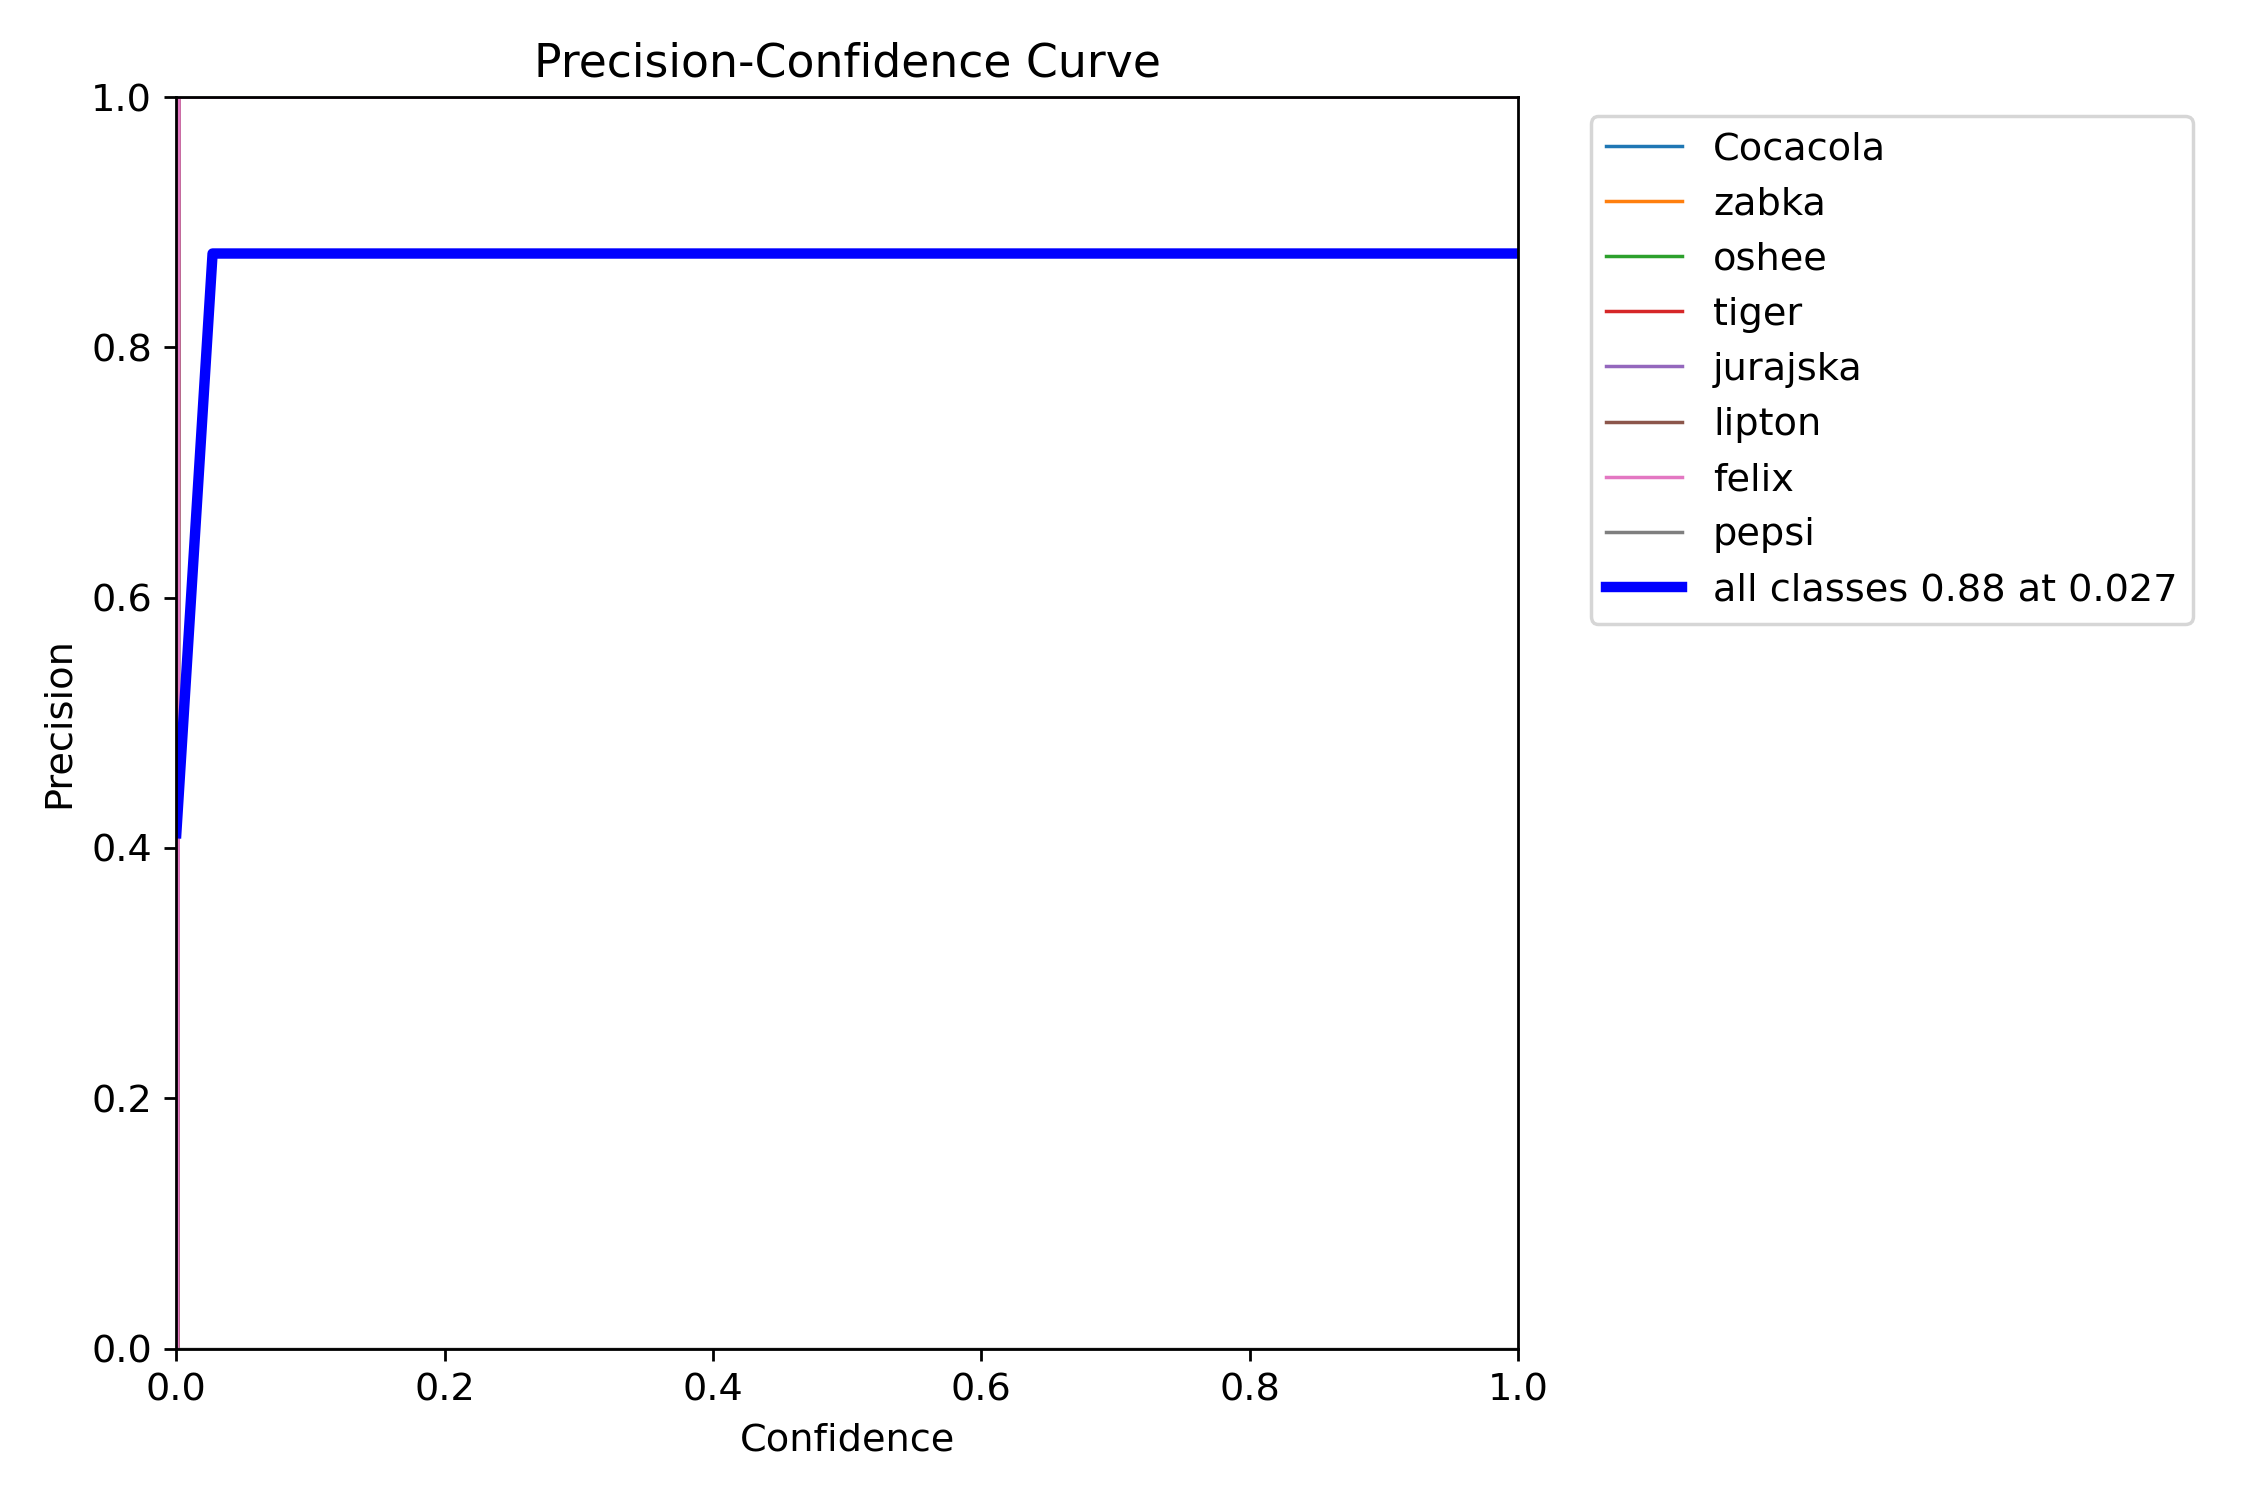 Precision-Confidence Curve
1.0
0.8
0.6
0.4
0.2
0.0
Precision
0.0 0.2 0.4 0.6 0.8 1.0
Confidence
Cocacola
zabka
oshee
tiger
jurajska
lipton
felix
pepsi
all classes 0.88 at 0.027